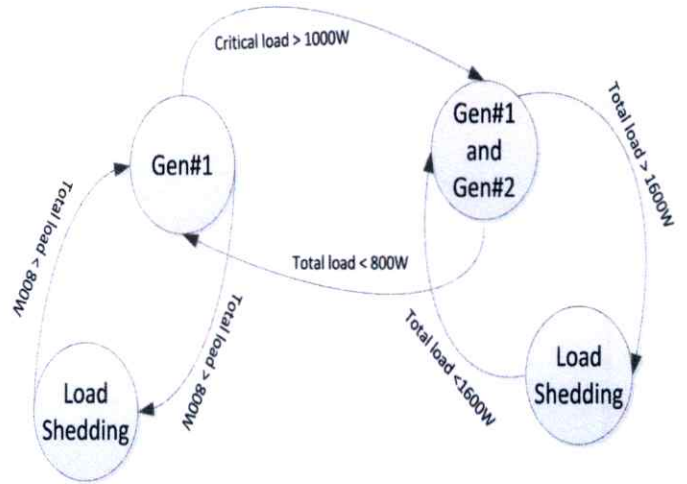 Critical load > 1000W
Gen#1
Gen#1
and
Gen#2
Total load > 1600W
Total load < 800W
Total load < 800W
Total load > 800W
Total load <1600W
Load
Shedding
Load
Shedding